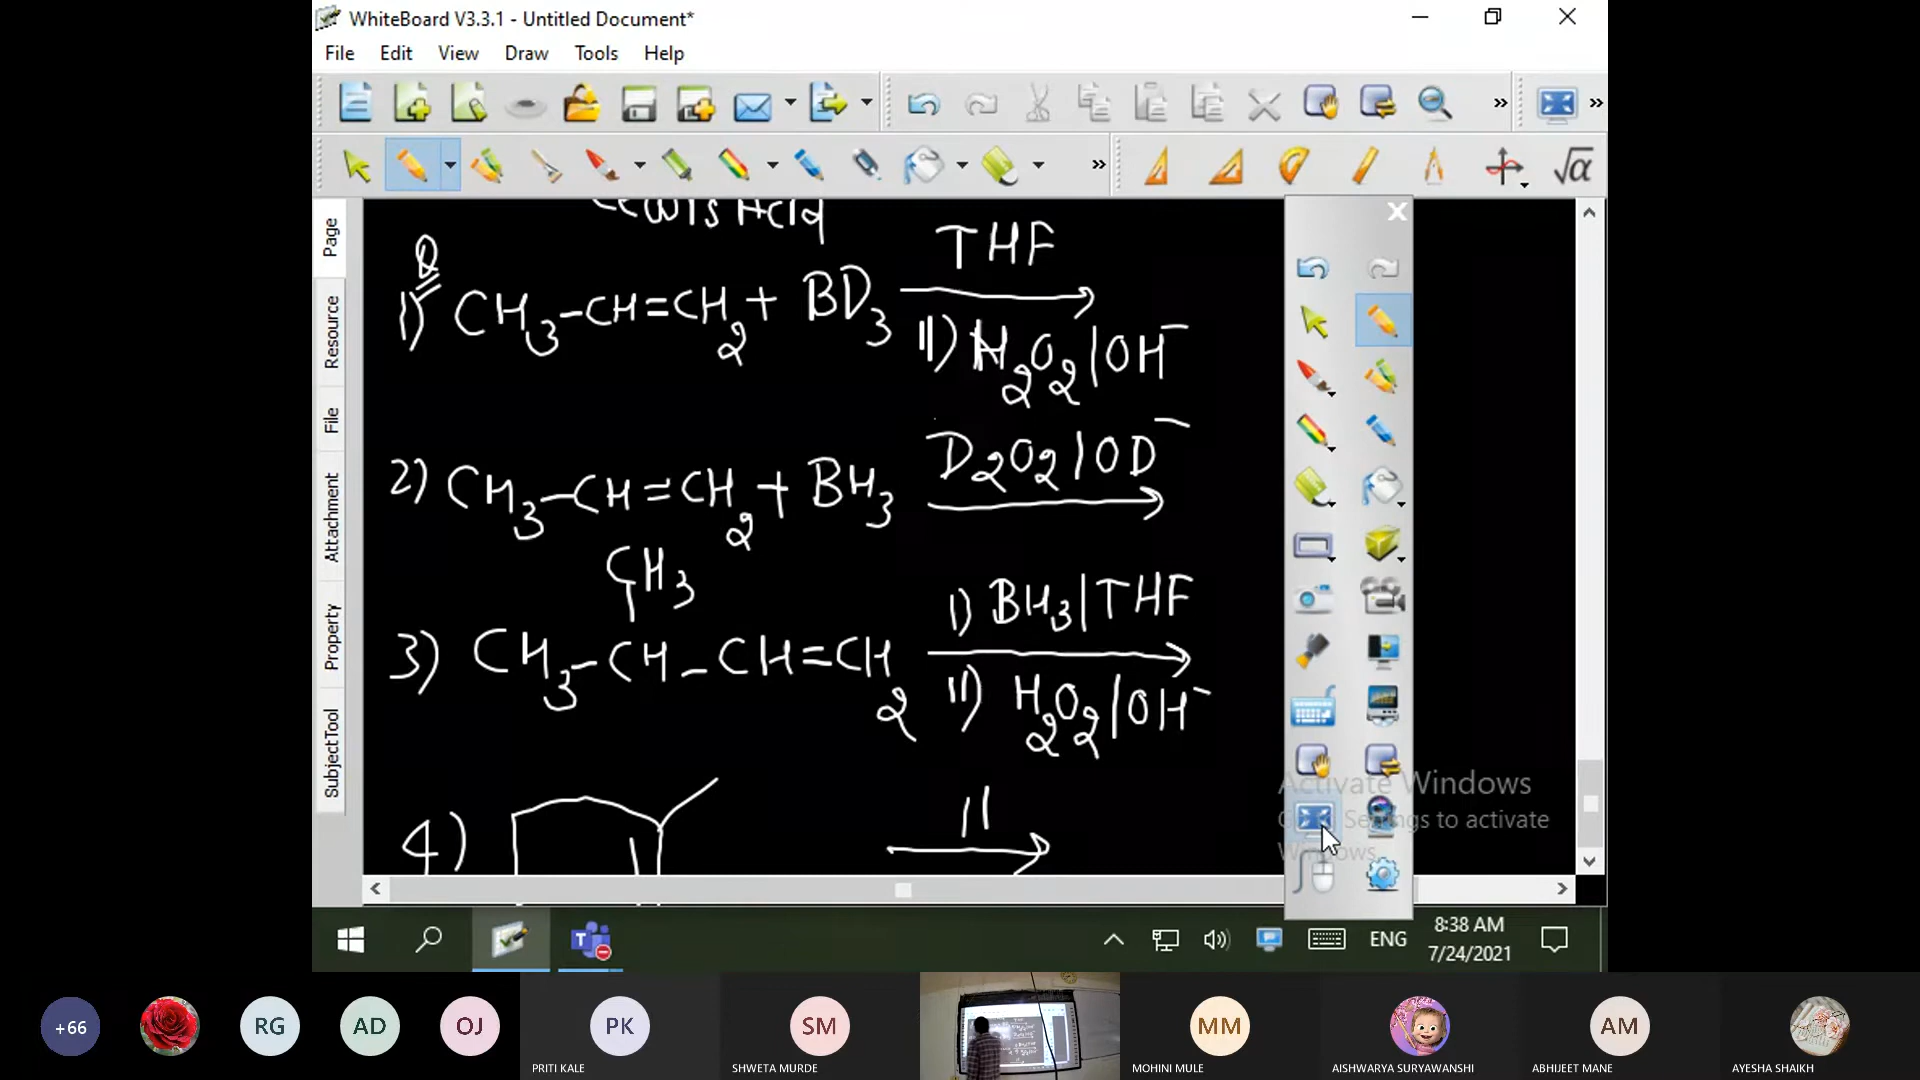 WhiteBoard V3.3.1 - Untitled Document*
File Edit View Draw Tools Help
√α
Page
Resource
File
Attachment
Property
SubjectTool
Lewis Acid
Q
THF
1) CH3-CH=CH2 + BD3
II) H2O2/OH⁻
D2O2/OD⁻
2) CH3-CH=CH2 + BH3
CH3
I) BH3/THF
3) CH3-CH-CH=CH2
II) H2O2/OH⁻
4)
11
Activate Windows
Go to Settings to activate
Windows.
ENG
8:38 AM
7/24/2021
+66
RG
AD
OJ
PK
PRITI KALE
SM
SHWETA MURDE
MM
MOHINI MULE
AISHWARYA SURYAWANSHI
AM
ABHIJEET MANE
AYESHA SHAIKH